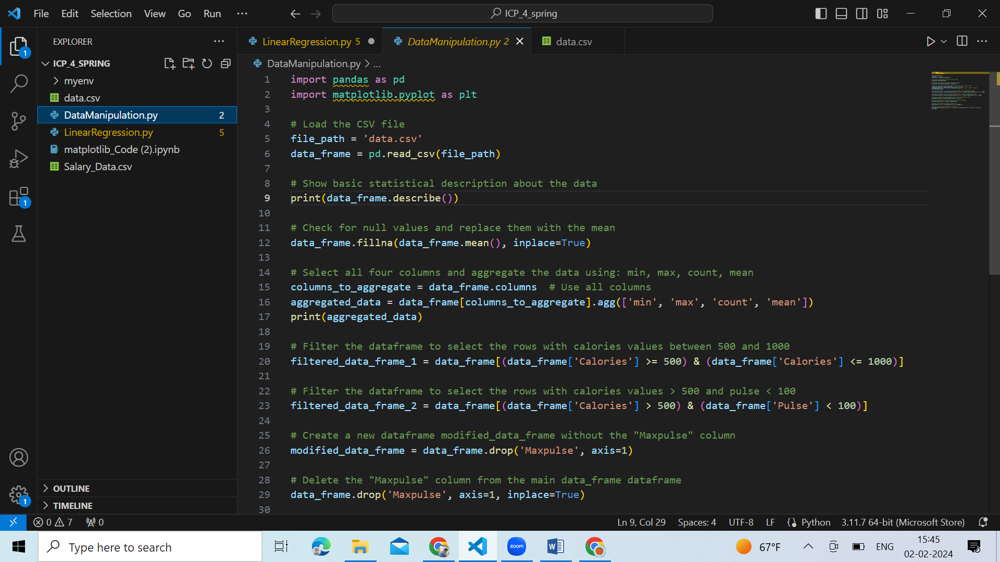 File Edit Selection View Go Run ··· ICP_4_spring
EXPLORER
ICP_4_SPRING
myenv
data.csv
DataManipulation.py 2
LinearRegression.py 5
matplotlib_Code (2).ipynb
Salary_Data.csv
OUTLINE
TIMELINE
LinearRegression.py 5 DataManipulation.py 2 data.csv
DataManipulation.py > ...
1 import pandas as pd
2 import matplotlib.pyplot as plt
3
4 # Load the CSV file
5 file_path = 'data.csv'
6 data_frame = pd.read_csv(file_path)
7
8 # Show basic statistical description about the data
9 print(data_frame.describe())
10
11 # Check for null values and replace them with the mean
12 data_frame.fillna(data_frame.mean(), inplace=True)
13
14 # Select all four columns and aggregate the data using: min, max, count, mean
15 columns_to_aggregate = data_frame.columns  # Use all columns
16 aggregated_data = data_frame[columns_to_aggregate].agg(['min', 'max', 'count', 'mean'])
17 print(aggregated_data)
18
19 # Filter the dataframe to select the rows with calories values between 500 and 1000
20 filtered_data_frame_1 = data_frame[(data_frame['Calories'] >= 500) & (data_frame['Calories'] <= 1000)]
21
22 # Filter the dataframe to select the rows with calories values > 500 and pulse < 100
23 filtered_data_frame_2 = data_frame[(data_frame['Calories'] > 500) & (data_frame['Pulse'] < 100)]
24
25 # Create a new dataframe modified_data_frame without the "Maxpulse" column
26 modified_data_frame = data_frame.drop('Maxpulse', axis=1)
27
28 # Delete the "Maxpulse" column from the main data_frame dataframe
29 data_frame.drop('Maxpulse', axis=1, inplace=True)
30
1
1
1
0 7 0 Ln 9, Col 29 Spaces: 4 UTF-8 LF Python 3.11.7 64-bit (Microsoft Store)
Type here to search zoom 67°F ENG 15:45
02-02-2024